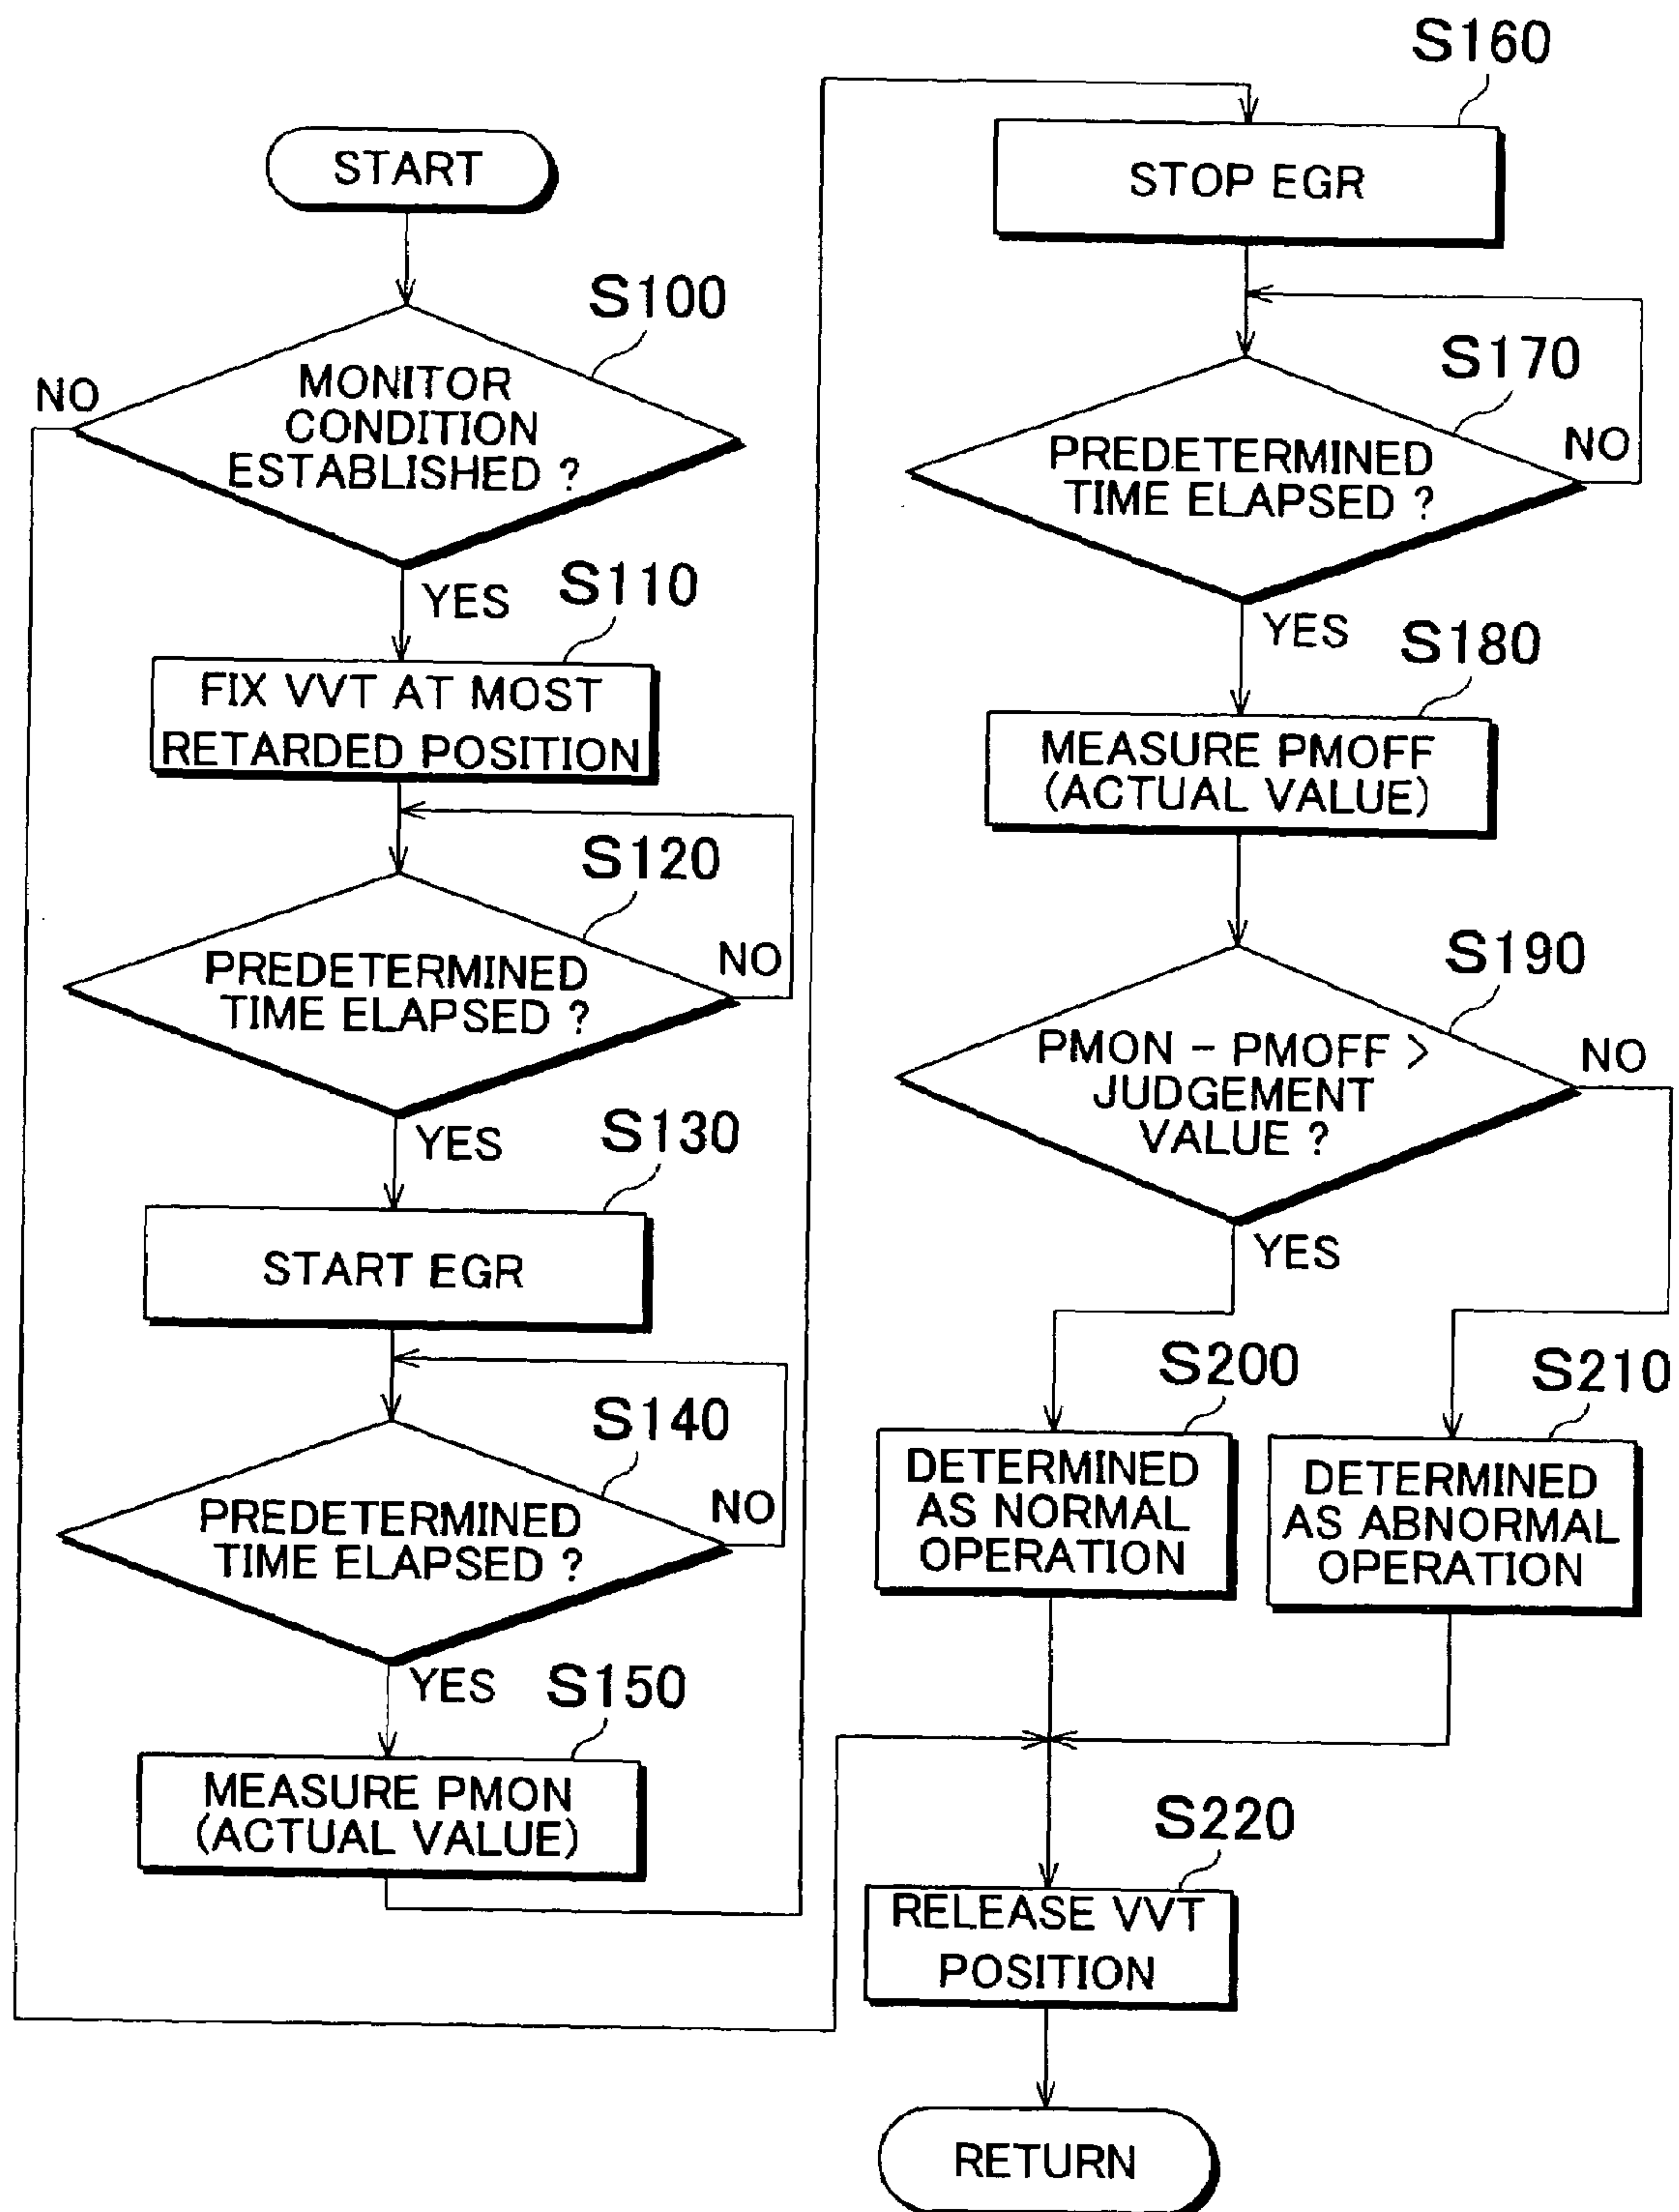 START
S100
MONITOR
CONDITION
ESTABLISHED ?
NO
YES
S110
FIX VVT AT MOST
RETARDED POSITION
S120
PREDETERMINED
TIME ELAPSED ?
NO
YES
S130
START EGR
S140
PREDETERMINED
TIME ELAPSED ?
NO
YES
S150
MEASURE PMON
(ACTUAL VALUE)
S160
STOP EGR
S170
PREDETERMINED
TIME ELAPSED ?
NO
YES
S180
MEASURE PMOFF
(ACTUAL VALUE)
S190
PMON - PMOFF >
JUDGEMENT
VALUE ?
NO
YES
S200
DETERMINED
AS NORMAL
OPERATION
S210
DETERMINED
AS ABNORMAL
OPERATION
S220
RELEASE VVT
POSITION
RETURN